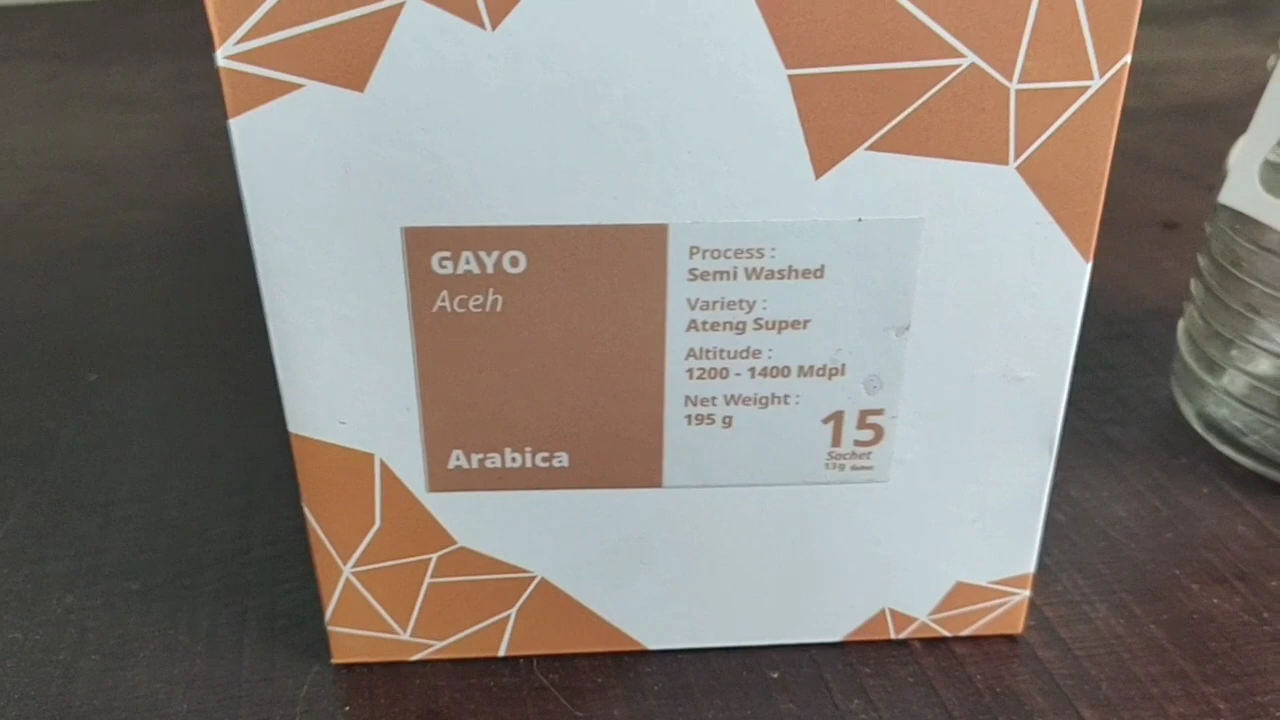 GAYO
Aceh
Arabica
Process :
Semi Washed
Variety :
Ateng Super
Altitude :
1200 - 1400 Mdpl
Net Weight :
195 g
15
Sachet
13 g